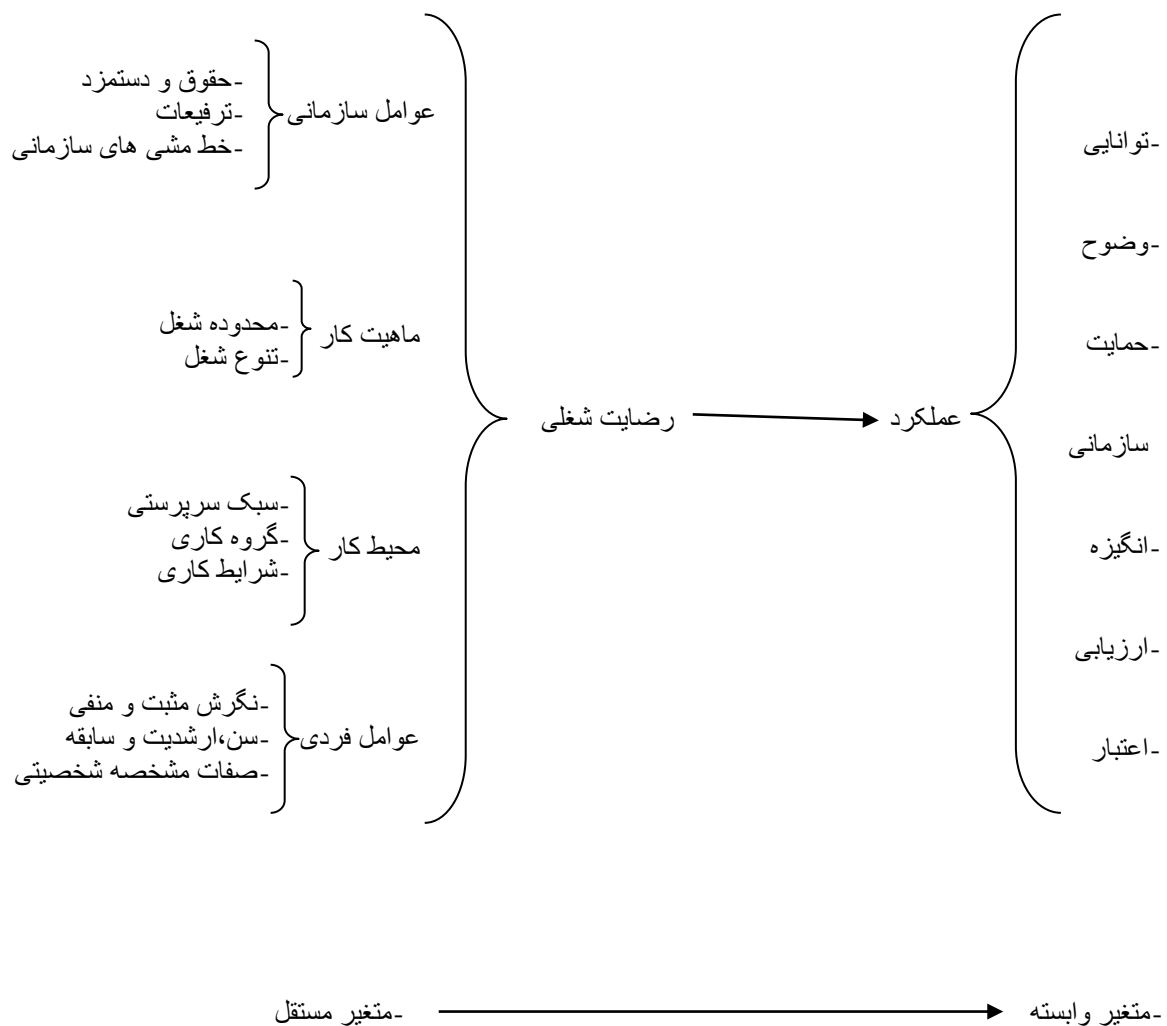 -حقوق و دستمزد
-ترفیعات
-خط مشی های سازمانی
عوامل سازمانی
-محدوده شغل
-تنوع شغل
ماهیت کار
-سبک سرپرستی
-گروه کاری
-شرایط کاری
محیط کار
-نگرش مثبت و منفی
-سن،ارشدیت و سابقه
-صفات مشخصه شخصیتی
عوامل فردی
رضایت شغلی
عملکرد
-توانایی
-وضوح
-حمایت
سازمانی
-انگیزه
-ارزیابی
-اعتبار
-متغیر مستقل
-متغیر وابسته